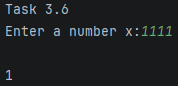 Task 3.6
Enter a number x:1111
1